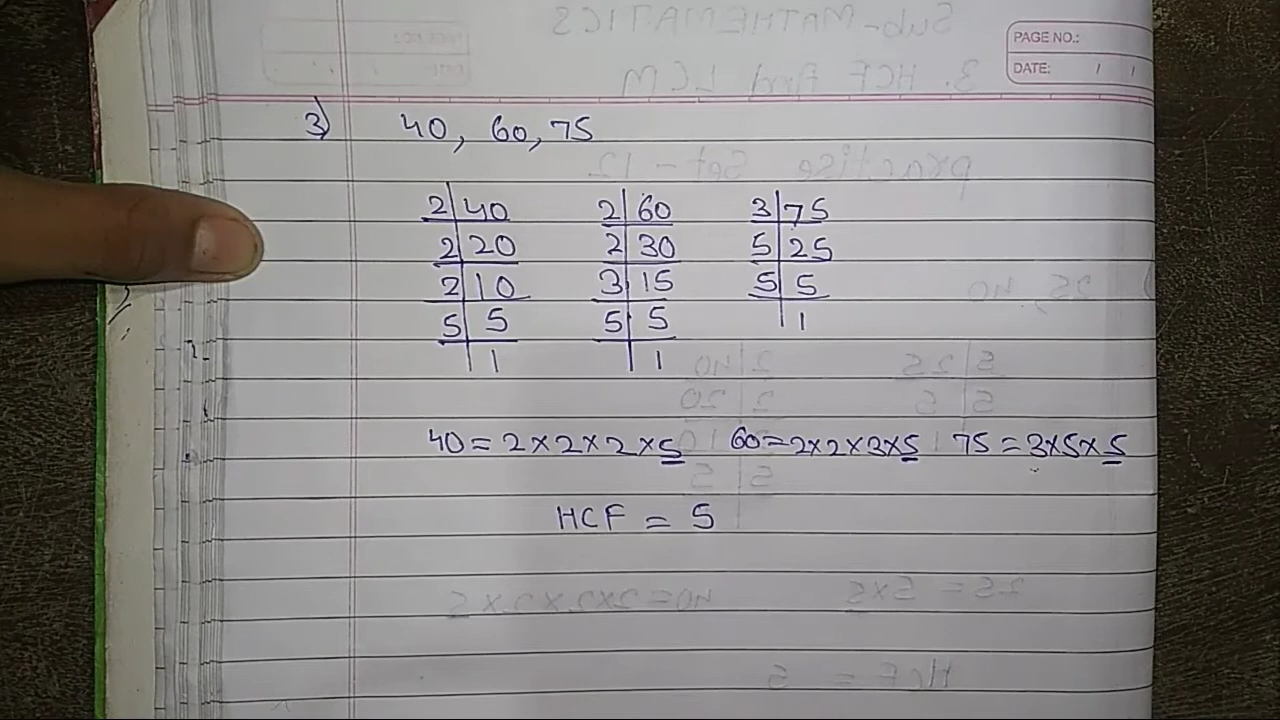 PAGE NO.:
DATE: / /
3) 40, 60, 75
2 40 2 60 3 75
2 20 2 30 5 25
2 10 3 15 5 5
5 5 5 5 1
1 1
40 = 2×2×2×5 60=2×2×3×5 75 = 3×5×5
HCF = 5